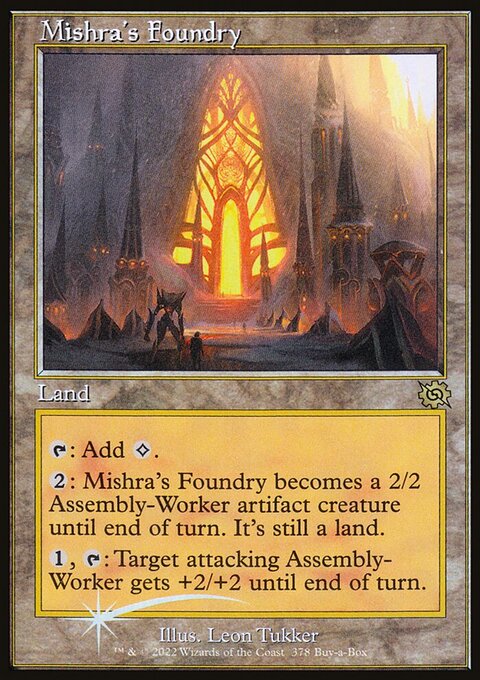 Mishra's Foundry
Land
: Add .
2: Mishra's Foundry becomes a 2/2
Assembly-Worker artifact creature
until end of turn. It's still a land.
1, : Target attacking Assembly-
Worker gets +2/+2 until end of turn.
Illus. Leon Tukker
™ & © 2022 Wizards of the Coast 378 Buy-a-Box